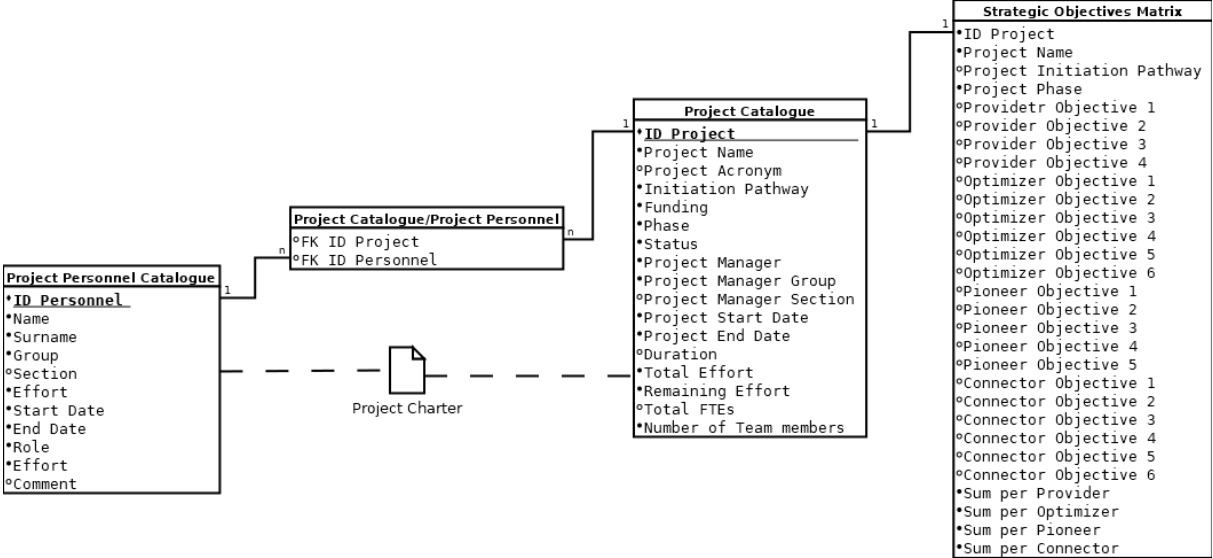 Project Personnel Catalogue
ID Personnel
Name
Surname
Group
Section
Effort
Start Date
End Date
Role
Effort
Comment
1
n
Project Catalogue/Project Personnel
FK ID Project
FK ID Personnel
n
1
Project Charter
Project Catalogue
ID Project
Project Name
Project Acronym
Initiation Pathway
Funding
Phase
Status
Project Manager
Project Manager Group
Project Manager Section
Project Start Date
Project End Date
Duration
Total Effort
Remaining Effort
Total FTEs
Number of Team members
1
1
Strategic Objectives Matrix
ID Project
Project Name
Project Initiation Pathway
Project Phase
Providetr Objective 1
Provider Objective 2
Provider Objective 3
Provider Objective 4
Optimizer Objective 1
Optimizer Objective 2
Optimizer Objective 3
Optimizer Objective 4
Optimizer Objective 5
Optimizer Objective 6
Pioneer Objective 1
Pioneer Objective 2
Pioneer Objective 3
Pioneer Objective 4
Pioneer Objective 5
Connector Objective 1
Connector Objective 2
Connector Objective 3
Connector Objective 4
Connector Objective 5
Connector Objective 6
Sum per Provider
Sum per Optimizer
Sum per Pioneer
Sum per Connector